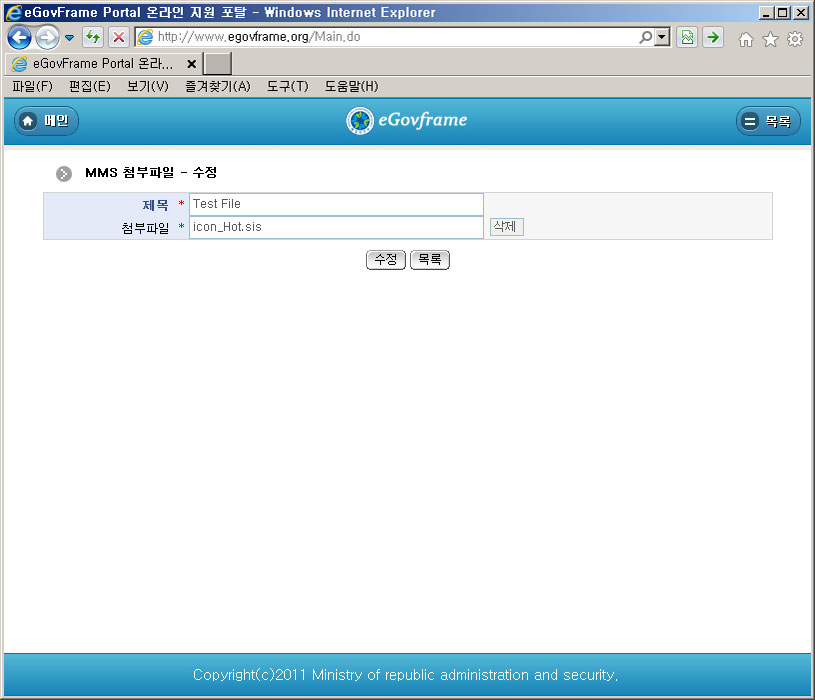 eGovFrame Portal 온라인 지원 포탈 - Windows Internet Explorer
http://www.egovframe.org/Main.do
eGovFrame Portal 온라...
파일(F) 편집(E) 보기(V) 즐겨찾기(A) 도구(T) 도움말(H)
메인 eGovframe 목록
MMS 첨부파일 - 수정
제목 * Test File
첨부파일 * icon_Hot.sis 삭제
수정 목록
Copyright(c)2011 Ministry of republic administration and security.